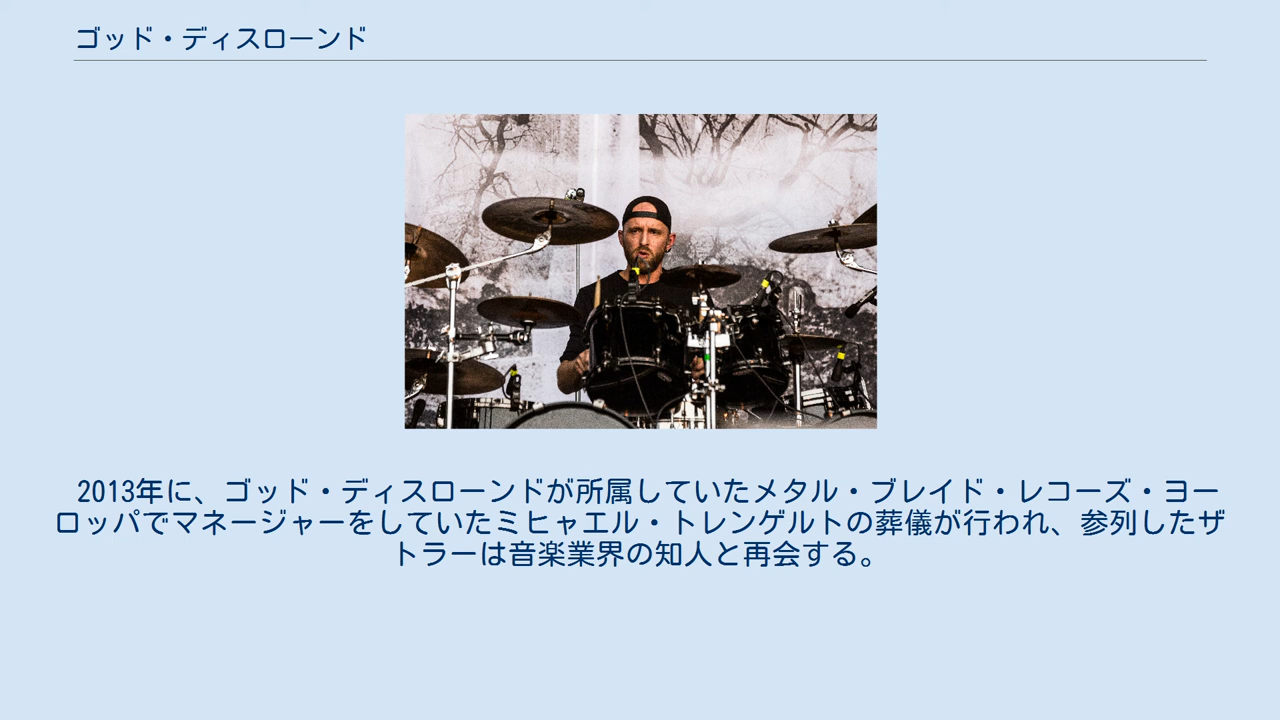 ゴッド・ディスローンド
2013年に、ゴッド・ディスローンドが所属していたメタル・ブレイド・レコーズ・ヨー
ロッパでマネージャーをしていたミヒャエル・トレンゲルトの葬儀が行われ、参列したザ
トラーは音楽業界の知人と再会する。